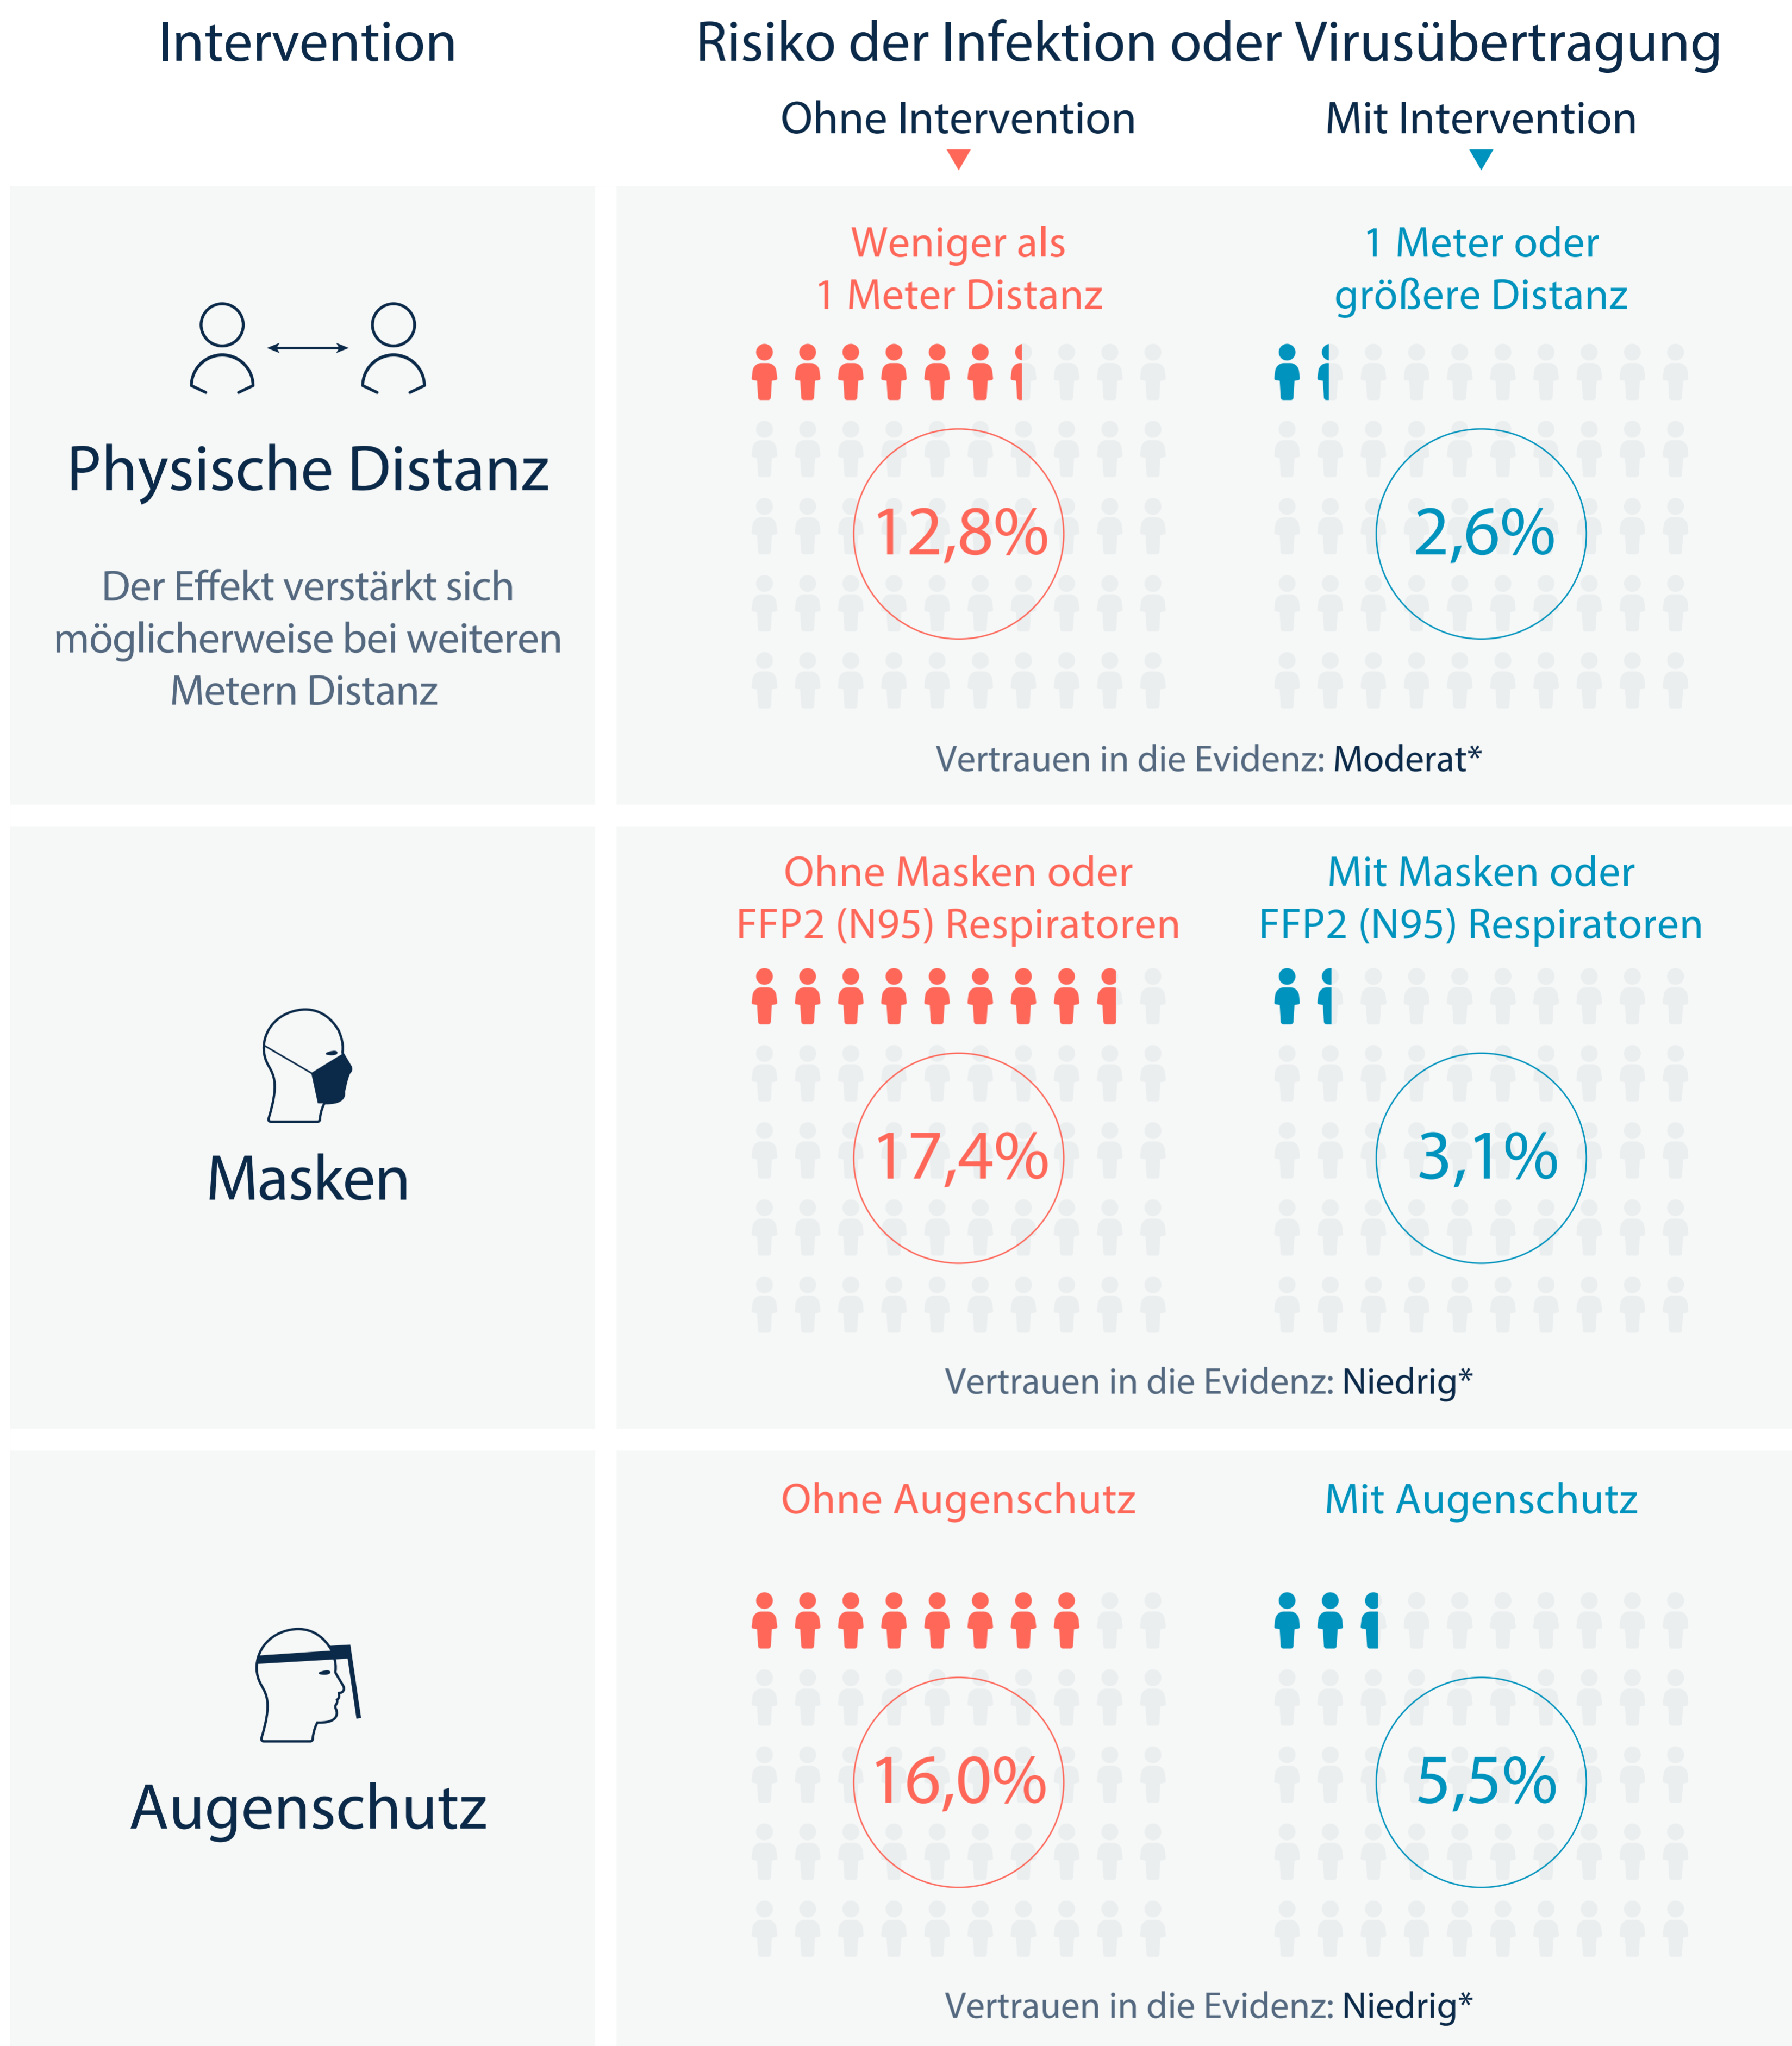 Intervention
Risiko der Infektion oder Virusübertragung
Ohne Intervention
Mit Intervention
Physische Distanz
Der Effekt verstärkt sich
möglicherweise bei weiteren
Metern Distanz
Weniger als
1 Meter Distanz
12,8%
1 Meter oder
größere Distanz
2,6%
Vertrauen in die Evidenz: Moderat*
Masken
Ohne Masken oder
FFP2 (N95) Respiratoren
17,4%
Mit Masken oder
FFP2 (N95) Respiratoren
3,1%
Vertrauen in die Evidenz: Niedrig*
Augenschutz
Ohne Augenschutz
16,0%
Mit Augenschutz
5,5%
Vertrauen in die Evidenz: Niedrig*